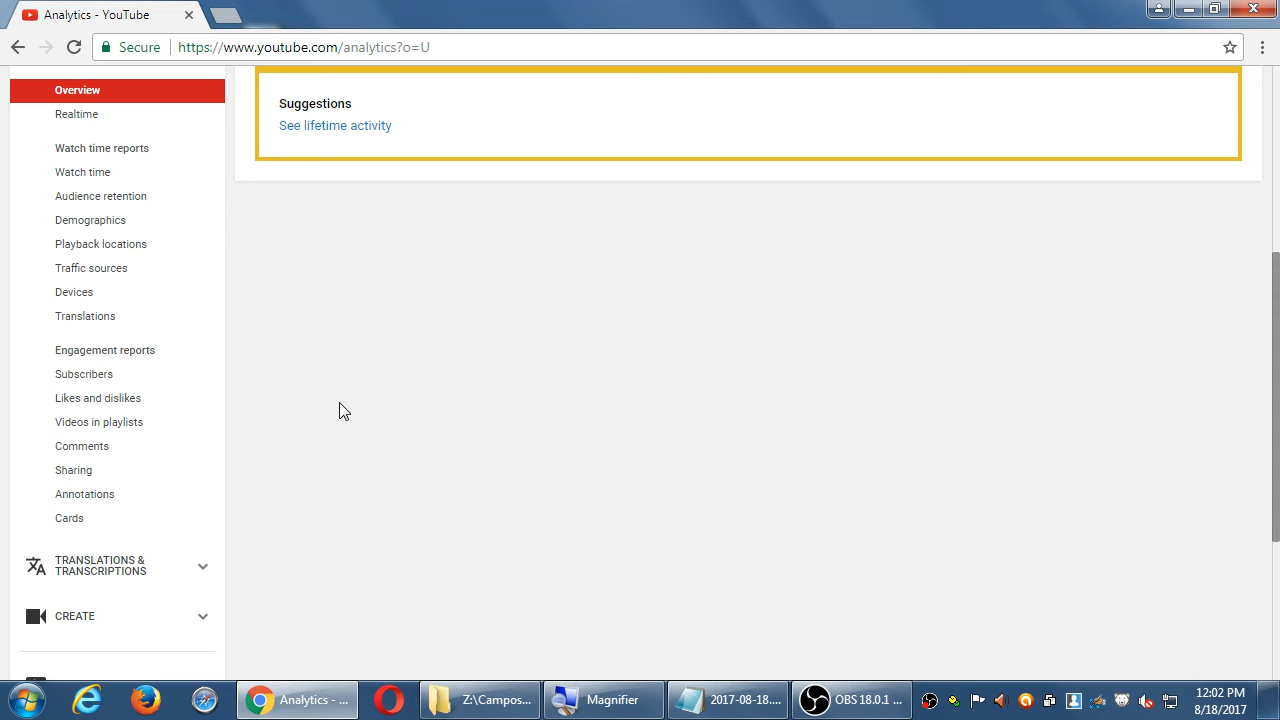 Analytics - YouTube
Secure
https://www.youtube.com/analytics?o=U
Overview
Realtime
Watch time reports
Watch time
Audience retention
Demographics
Playback locations
Traffic sources
Devices
Translations
Engagement reports
Subscribers
Likes and dislikes
Videos in playlists
Comments
Sharing
Annotations
Cards
TRANSLATIONS &
TRANSCRIPTIONS
CREATE
Suggestions
See lifetime activity
Analytics - ...
Z:\Campos...
Magnifier
2017-08-18....
OBS 18.0.1 ...
12:02 PM
8/18/2017